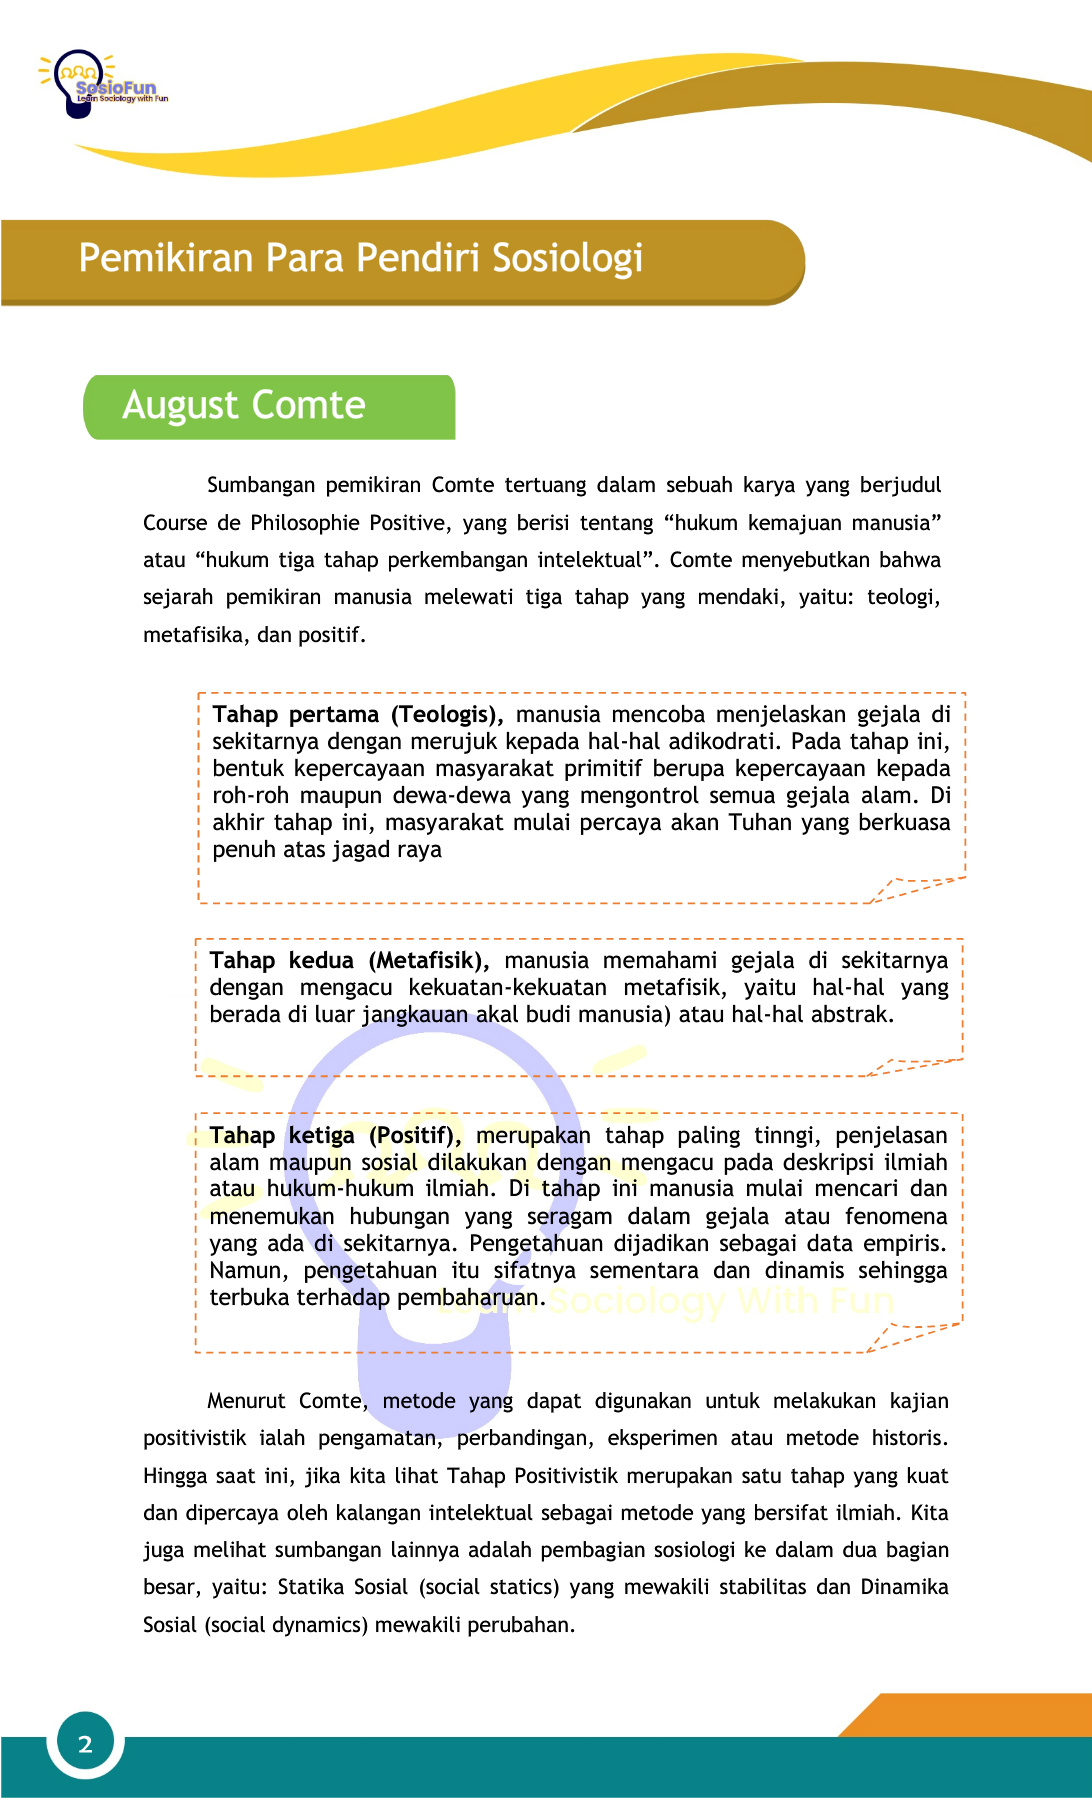 SosioFun
Learn Sociology with Fun
Pemikiran Para Pendiri Sosiologi
August Comte
Sumbangan pemikiran Comte tertuang dalam sebuah karya yang berjudul
Course de Philosophie Positive, yang berisi tentang “hukum kemajuan manusia”
atau “hukum tiga tahap perkembangan intelektual”. Comte menyebutkan bahwa
sejarah pemikiran manusia melewati tiga tahap yang mendaki, yaitu: teologi,
metafisika, dan positif.
Tahap pertama (Teologis), manusia mencoba menjelaskan gejala di
sekitarnya dengan merujuk kepada hal-hal adikodrati. Pada tahap ini,
bentuk kepercayaan masyarakat primitif berupa kepercayaan kepada
roh-roh maupun dewa-dewa yang mengontrol semua gejala alam. Di
akhir tahap ini, masyarakat mulai percaya akan Tuhan yang berkuasa
penuh atas jagad raya
Tahap kedua (Metafisik), manusia memahami gejala di sekitarnya
dengan mengacu kekuatan-kekuatan metafisik, yaitu hal-hal yang
berada di luar jangkauan akal budi manusia) atau hal-hal abstrak.
Tahap ketiga (Positif), merupakan tahap paling tinngi, penjelasan
alam maupun sosial dilakukan dengan mengacu pada deskripsi ilmiah
atau hukum-hukum ilmiah. Di tahap ini manusia mulai mencari dan
menemukan hubungan yang seragam dalam gejala atau fenomena
yang ada di sekitarnya. Pengetahuan dijadikan sebagai data empiris.
Namun, pengetahuan itu sifatnya sementara dan dinamis sehingga
terbuka terhadap pembaharuan.
Learn Sociology With Fun
Menurut Comte, metode yang dapat digunakan untuk melakukan kajian
positivistik ialah pengamatan, perbandingan, eksperimen atau metode historis.
Hingga saat ini, jika kita lihat Tahap Positivistik merupakan satu tahap yang kuat
dan dipercaya oleh kalangan intelektual sebagai metode yang bersifat ilmiah. Kita
juga melihat sumbangan lainnya adalah pembagian sosiologi ke dalam dua bagian
besar, yaitu: Statika Sosial (social statics) yang mewakili stabilitas dan Dinamika
Sosial (social dynamics) mewakili perubahan.
2